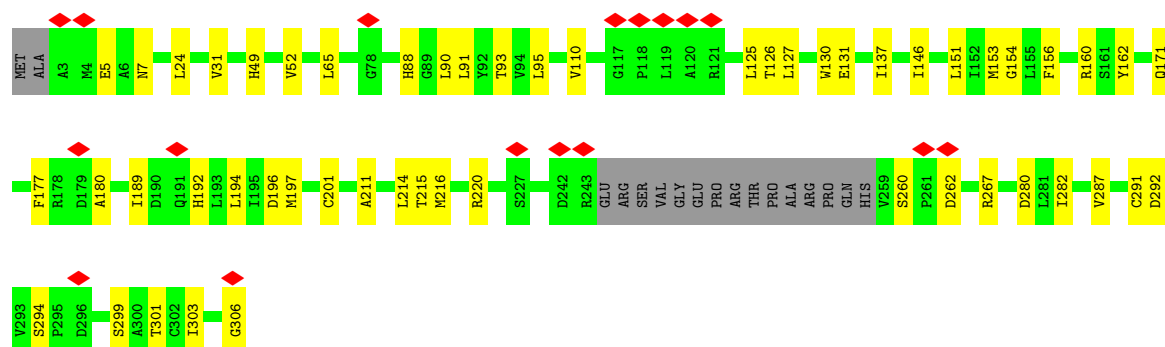 MET ALA A3 M4 E5 A6 N7 L24 V31 H49 V52 L65 G78 H88 G89 L90 L91 Y92 T93 V94 L95 V110 G117 P118 L119 A120 R121 L125 T126 L127 W130 E131 I137 I146 L151 I152 M153 G154 L155 F156 R160 S161 Y162 Q171
F177 R178 D179 A180 I189 D190 Q191 H192 L193 L194 I195 D196 M197 C201 A211 L214 T215 M216 R220 S227 D242 R243 GLU ARG SER VAL GLY GLU PRO ARG THR PRO ALA ARG PRO GLN HIS V259 S260 P261 D262 R267 D280 L281 I282 V287 C291 D292
V293 S294 P295 D296 S299 A300 T301 C302 I303 G306